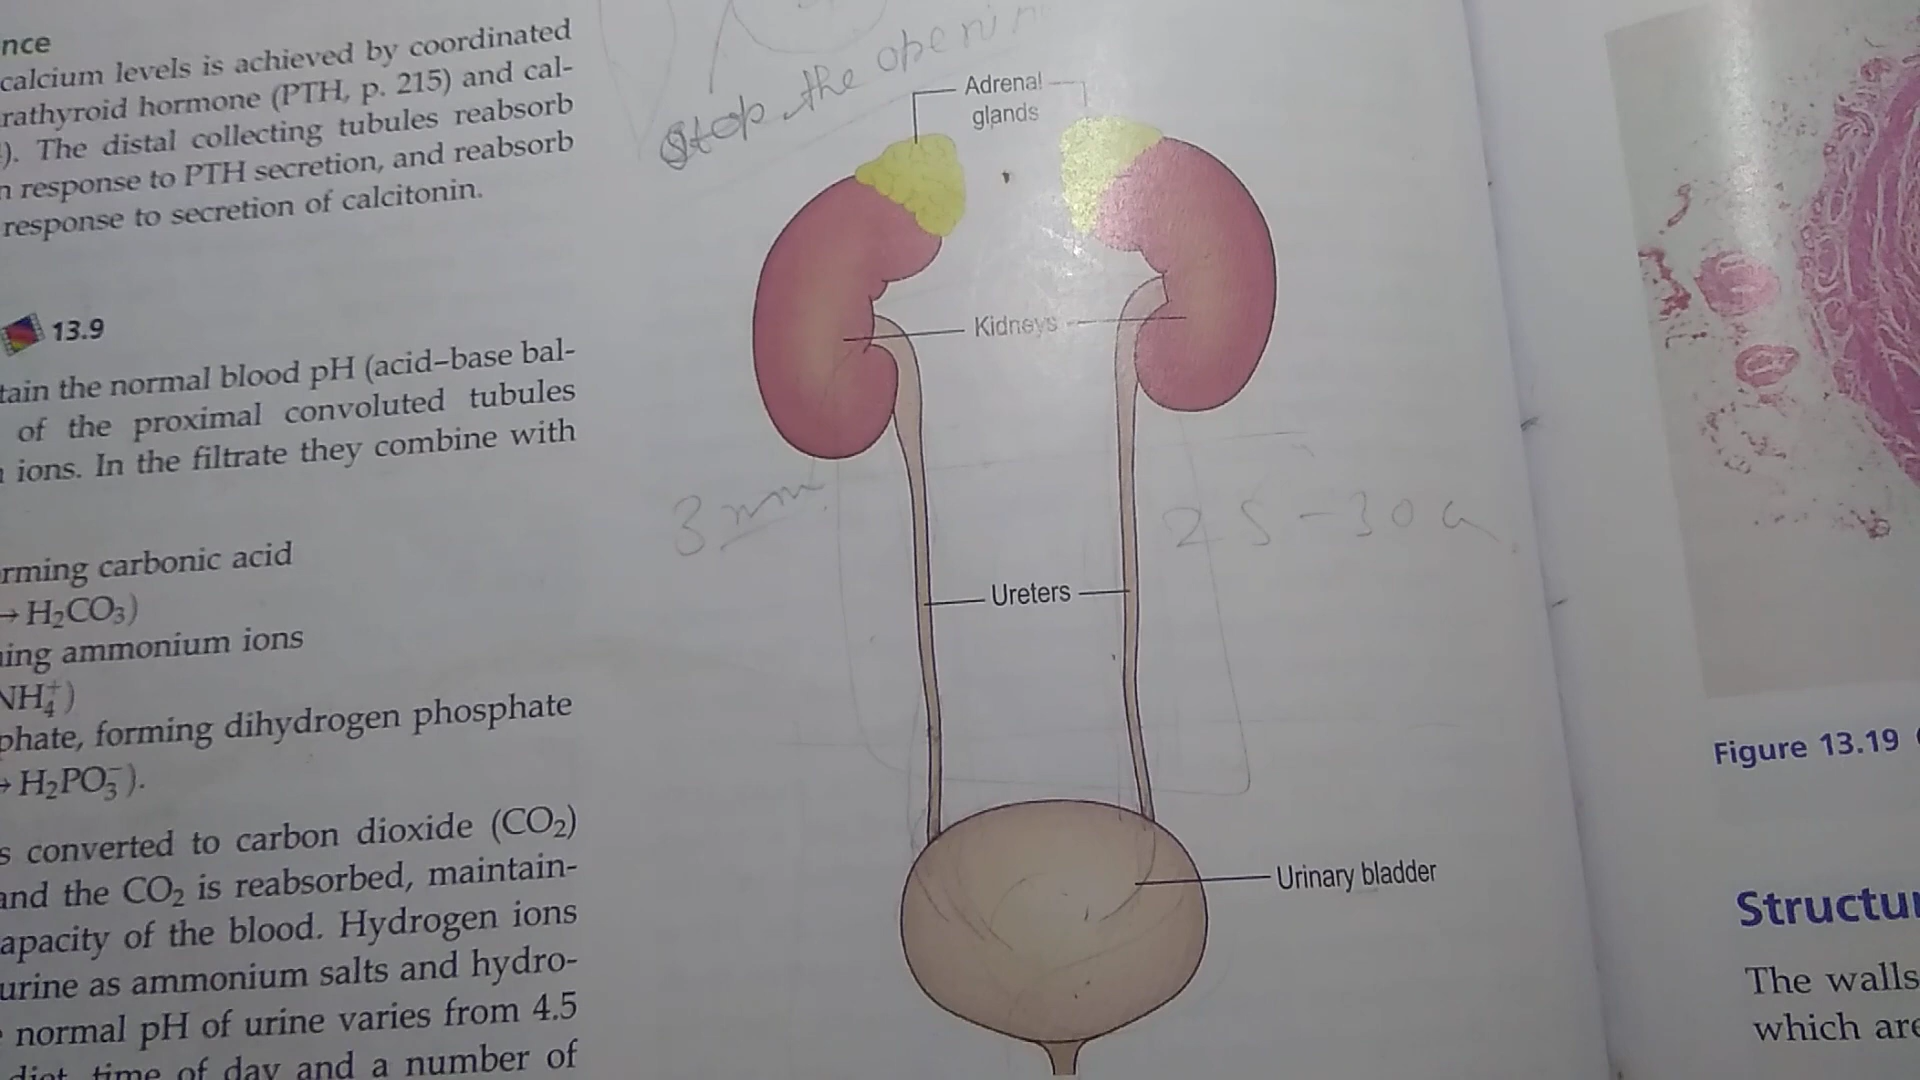 nce
calcium levels is achieved by coordinated
rathyroid hormone (PTH, p. 215) and cal-
). The distal collecting tubules reabsorb
n response to PTH secretion, and reabsorb
response to secretion of calcitonin.
13.9
tain the normal blood pH (acid–base bal-
of the proximal convoluted tubules
ions. In the filtrate they combine with
rming carbonic acid
→ H₂CO₃)
ing ammonium ions
NH₄⁺)
phate, forming dihydrogen phosphate
→ H₂PO₃⁻).
s converted to carbon dioxide (CO₂)
and the CO₂ is reabsorbed, maintain-
apacity of the blood. Hydrogen ions
urine as ammonium salts and hydro-
normal pH of urine varies from 4.5
diet, time of day and a number of
Stop the openin
Adrenal
glands
Kidneys
3mm
25-30c
Ureters
Urinary bladder
Figure 13.19
Structur
The walls
which are